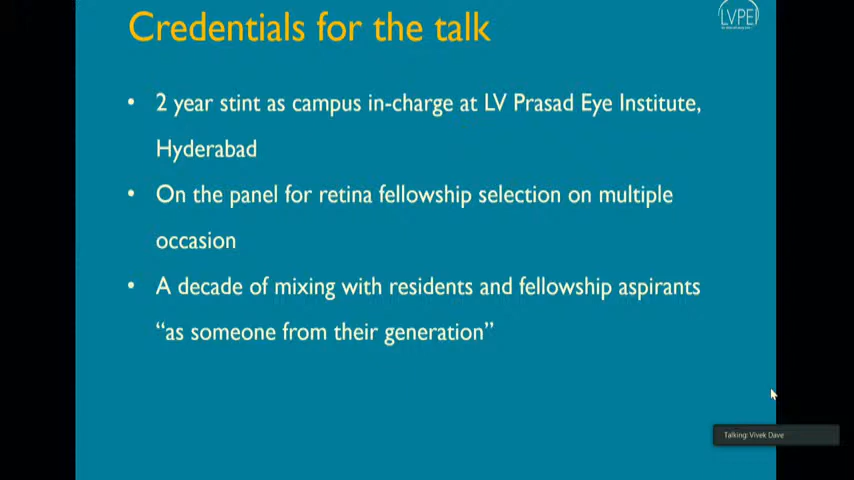 Credentials for the talk
LVPEI
• 2 year stint as campus in-charge at LV Prasad Eye Institute,
Hyderabad
• On the panel for retina fellowship selection on multiple
occasion
• A decade of mixing with residents and fellowship aspirants
“as someone from their generation”
Talking: Vivek Dave